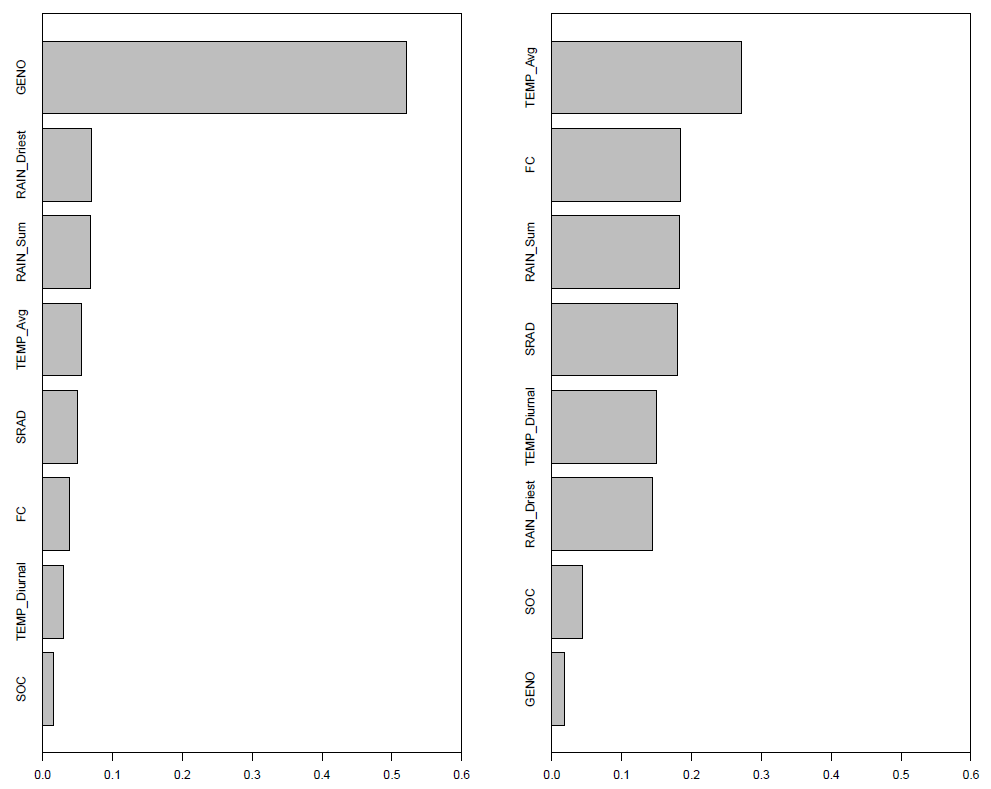 GENO
RAIN_Driest
RAIN_Sum
TEMP_Avg
SRAD
FC
TEMP_Diurnal
SOC
0.0 0.1 0.2 0.3 0.4 0.5 0.6
TEMP_Avg
FC
RAIN_Sum
SRAD
TEMP_Diurnal
RAIN_Driest
SOC
GENO
0.0 0.1 0.2 0.3 0.4 0.5 0.6